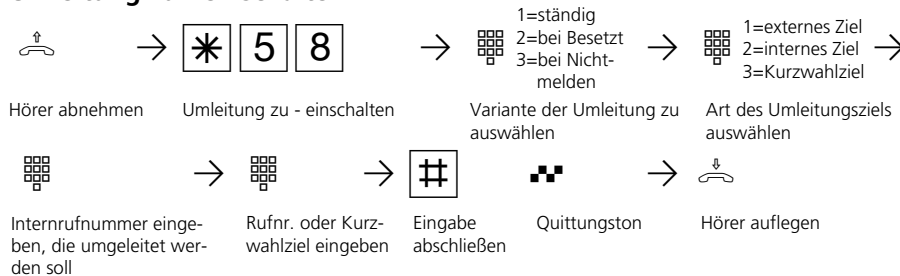 1=ständig
2=bei Besetzt
3=bei Nicht-
melden
1=externes Ziel
2=internes Ziel
3=Kurzwahlziel
* 5 8
Hörer abnehmen
Umleitung zu - einschalten
Variante der Umleitung zu
auswählen
Art des Umleitungsziels
auswählen
#
Internrufnummer einge-
ben, die umgeleitet wer-
den soll
Rufnr. oder Kurz-
wahlziel eingeben
Eingabe
abschließen
Quittungston
Hörer auflegen